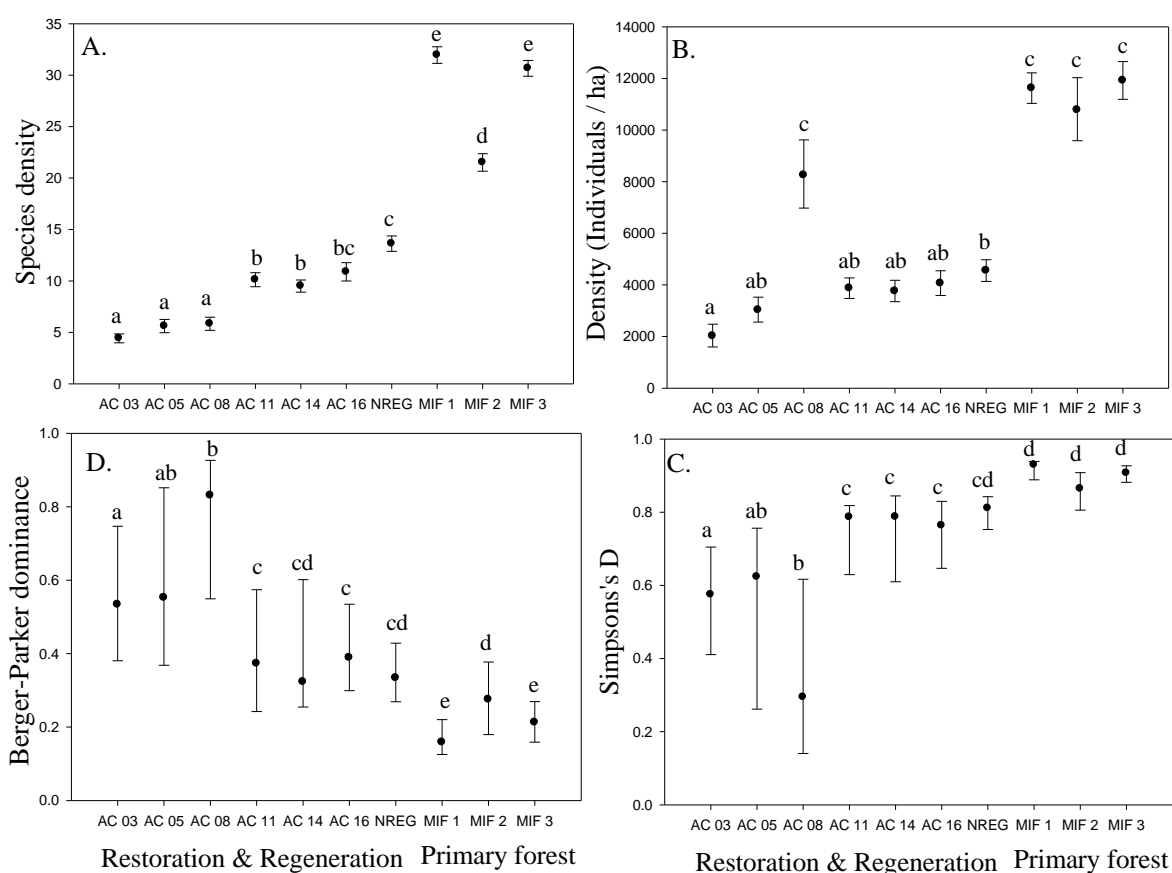 A.
Species density
35
30
25
20
15
10
5
0
a
a
a
b
b
bc
c
e
d
e
AC 03 AC 05 AC 08 AC 11 AC 14 AC 16 NREG MIF 1 MIF 2 MIF 3
B.
Density (Individuals / ha)
14000
12000
10000
8000
6000
4000
2000
0
a
ab
c
ab
ab
ab
b
c
c
c
AC 03 AC 05 AC 08 AC 11 AC 14 AC 16 NREG MIF 1 MIF 2 MIF 3
D.
Berger-Parker dominance
1.0
0.8
0.6
0.4
0.2
0.0
a
ab
b
c
cd
c
cd
e
d
e
AC 03 AC 05 AC 08 AC 11 AC 14 AC 16 NREG MIF 1 MIF 2 MIF 3
Restoration & Regeneration Primary forest
C.
Simpsons's D
1.0
0.8
0.6
0.4
0.2
0.0
a
ab
b
c
c
c
cd
d
d
d
AC 03 AC 05 AC 08 AC 11 AC 14 AC 16 NREG MIF 1 MIF 2 MIF 3
Restoration & Regeneration Primary forest